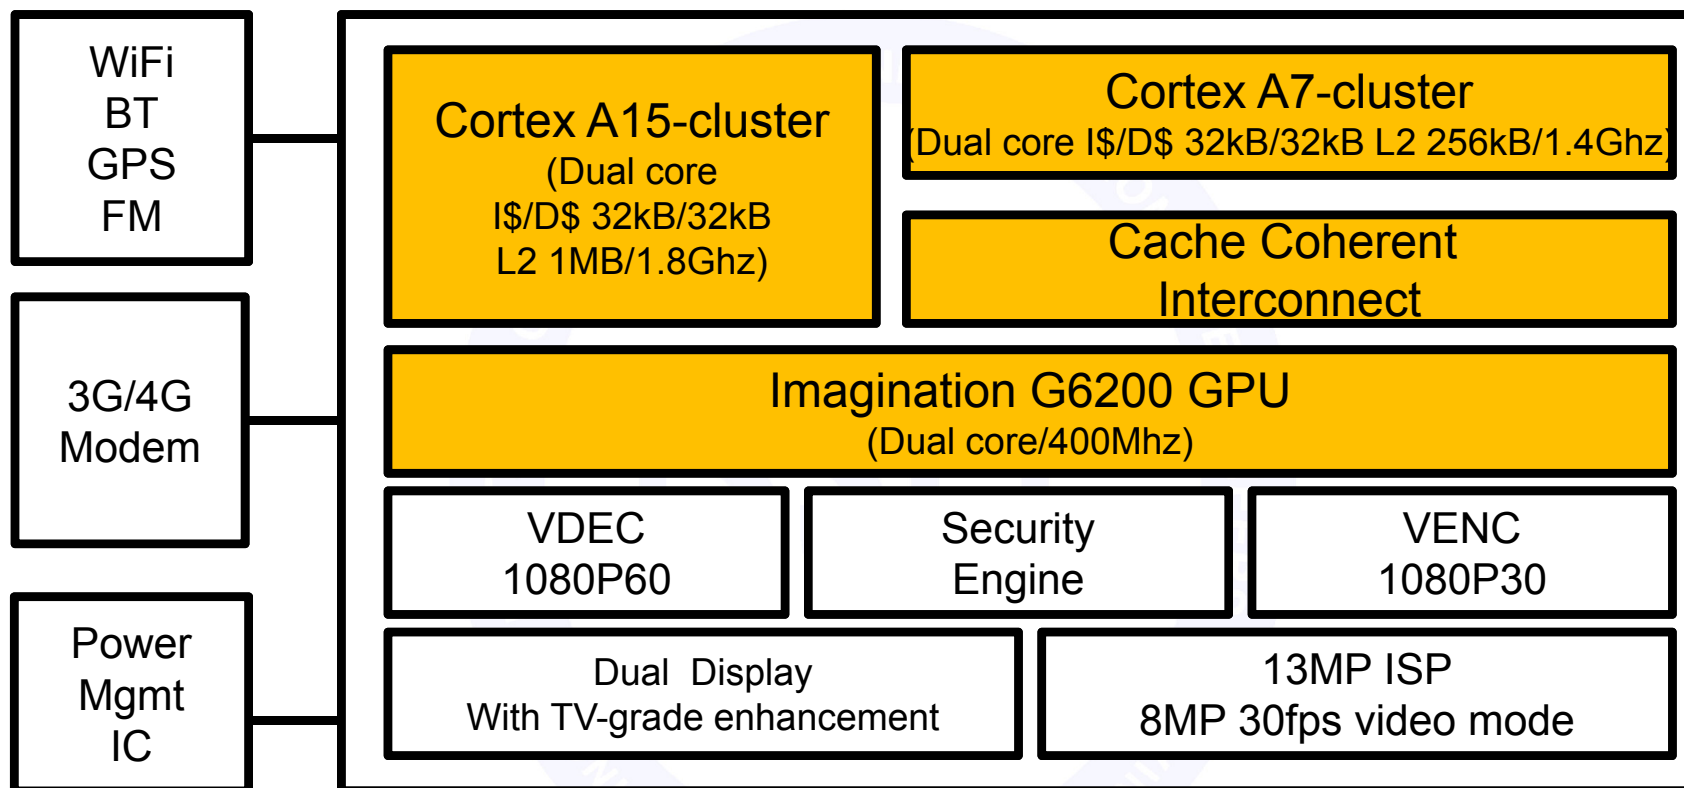 WiFi
BT
GPS
FM
3G/4G
Modem
Power
Mgmt
IC
Cortex A15-cluster
(Dual core
I$/D$ 32kB/32kB
L2 1MB/1.8Ghz)
Cortex A7-cluster
(Dual core I$/D$ 32kB/32kB L2 256kB/1.4Ghz)
Cache Coherent
Interconnect
Imagination G6200 GPU
(Dual core/400Mhz)
VDEC
1080P60
Security
Engine
VENC
1080P30
Dual Display
With TV-grade enhancement
13MP ISP
8MP 30fps video mode